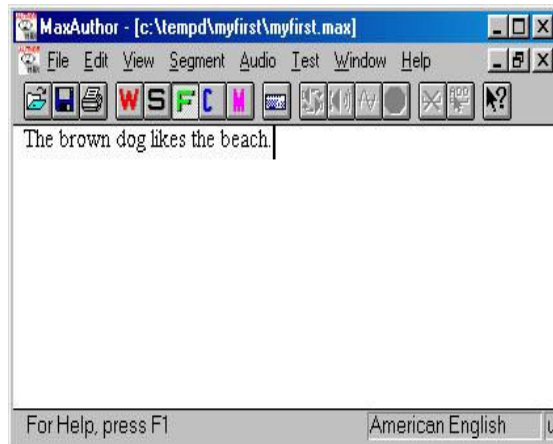 MaxAuthor - [c:\tempd\myfirst\myfirst.max]
File Edit View Segment Audio Test Window Help
W S F C M
The brown dog likes the beach.
For Help, press F1 American English